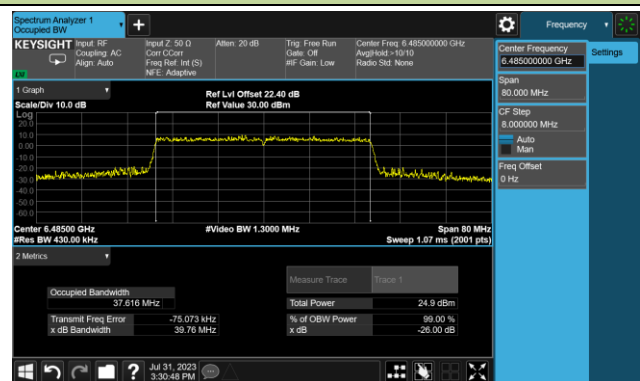 Spectrum Analyzer 1
Occupied BW
Frequency
KEYSIGHT
Input: RF
Coupling: AC
Align: Auto
Input Z: 50 Ω
Corr CCorr
Freq Ref: Int (S)
NFE: Adaptive
Atten: 20 dB
Trig: Free Run
Gate: Off
#IF Gain: Low
Center Freq: 6.485000000 GHz
Avg|Hold:>10/10
Radio Std: None
Center Frequency
6.485000000 GHz
Settings
Span
80.000 MHz
CF Step
8.000000 MHz
Auto
Man
Freq Offset
0 Hz
1 Graph
Scale/Div 10.0 dB
Ref Lvl Offset 22.40 dB
Ref Value 30.00 dBm
Log
20.0
10.0
0.00
-10.0
-20.0
-30.0
-40.0
-50.0
-60.0
Center 6.48500 GHz
#Res BW 430.00 kHz
#Video BW 1.3000 MHz
Span 80 MHz
Sweep 1.07 ms (2001 pts)
2 Metrics
Measure Trace
Trace 1
Occupied Bandwidth
37.616 MHz
Total Power
24.9 dBm
Transmit Freq Error
-75.073 kHz
% of OBW Power
99.00 %
x dB Bandwidth
39.76 MHz
x dB
-26.00 dB
?
Jul 31, 2023
3:30:48 PM